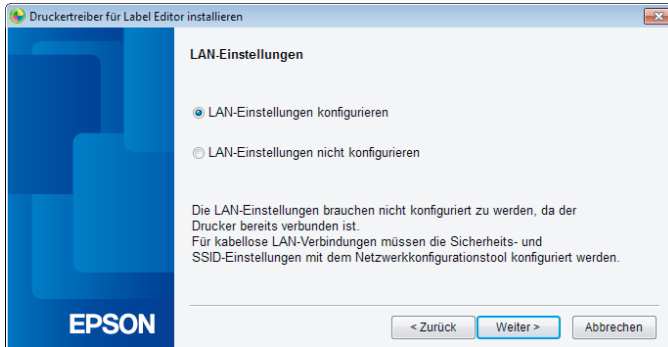 Druckertreiber für Label Editor installieren
LAN-Einstellungen
LAN-Einstellungen konfigurieren
LAN-Einstellungen nicht konfigurieren
Die LAN-Einstellungen brauchen nicht konfiguriert zu werden, da der
Drucker bereits verbunden ist.
Für kabellose LAN-Verbindungen müssen die Sicherheits- und
SSID-Einstellungen mit dem Netzwerkkonfigurationstool konfiguriert werden.
EPSON
< Zurück
Weiter >
Abbrechen